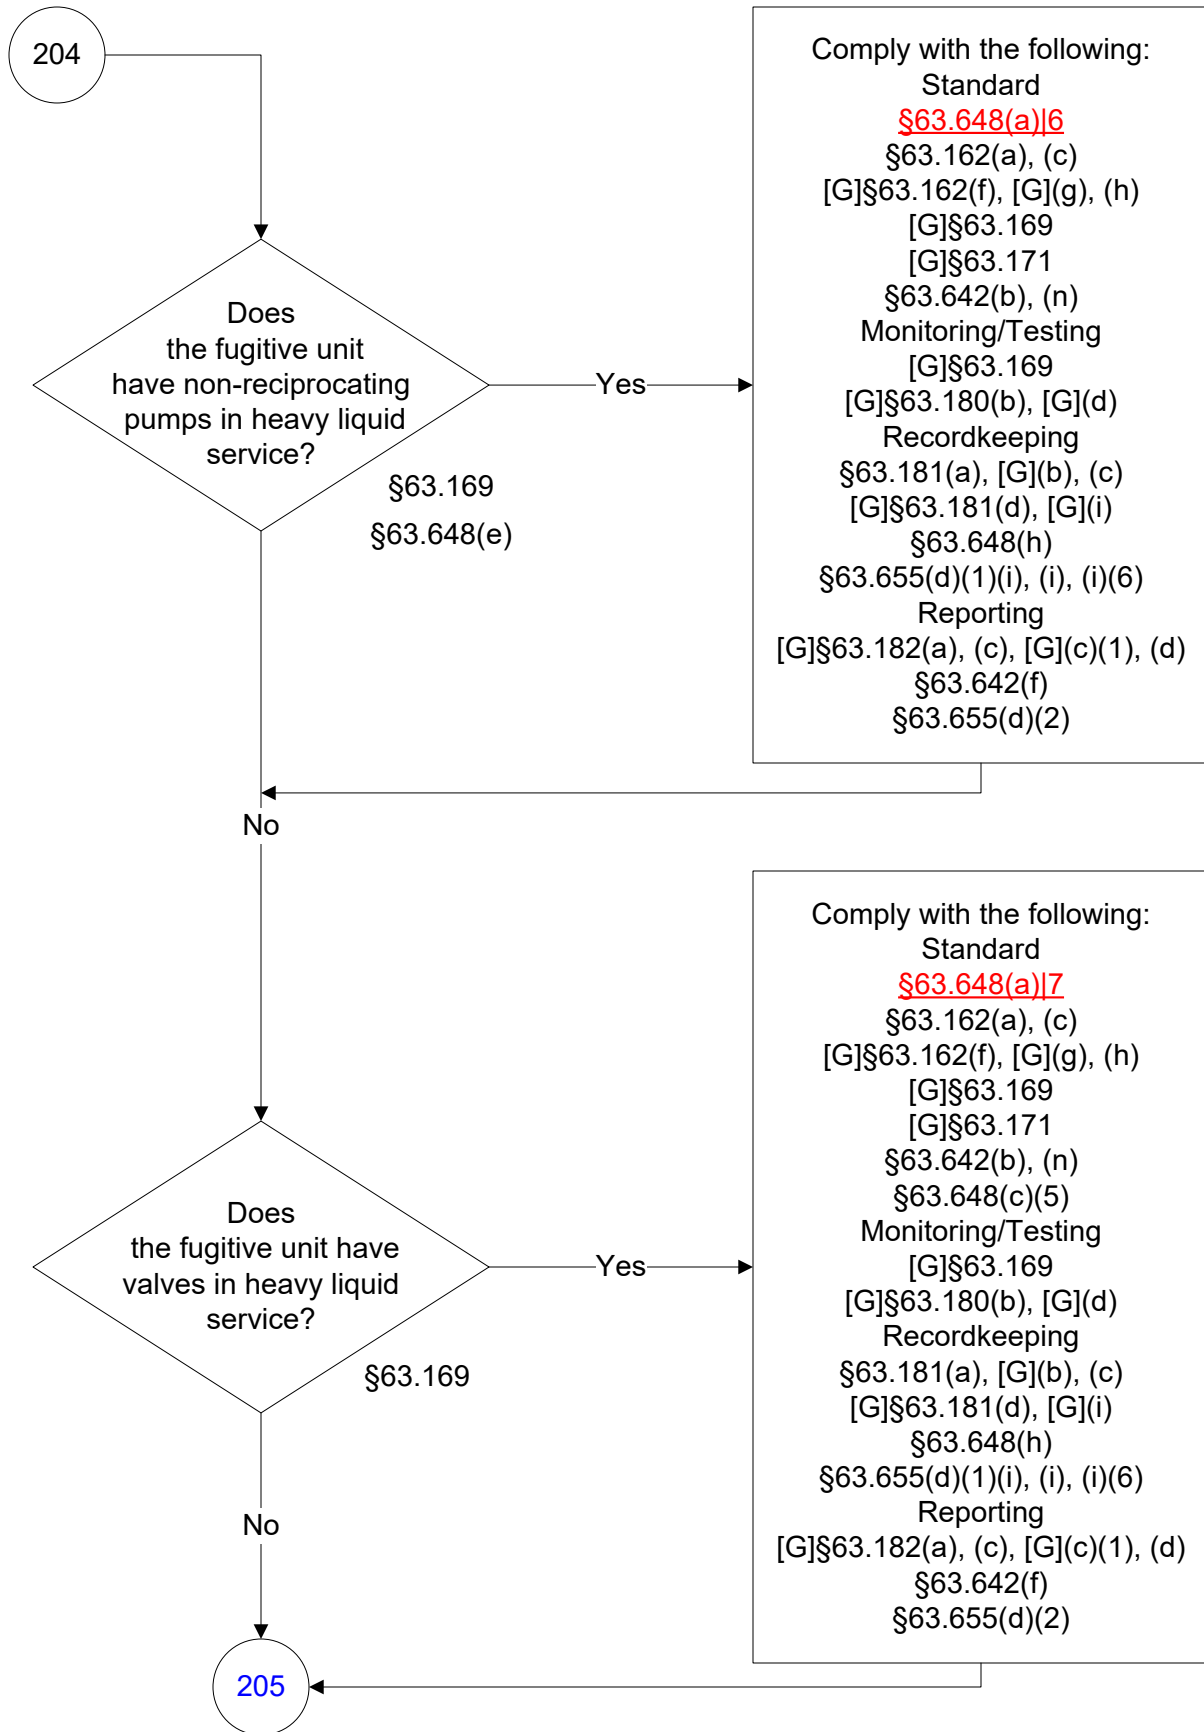 204
Does
the fugitive unit
have non-reciprocating
pumps in heavy liquid
service?
§63.169
§63.648(e)
Yes
Comply with the following:
Standard
§63.648(a)|6
§63.162(a), (c)
[G]§63.162(f), [G](g), (h)
[G]§63.169
[G]§63.171
§63.642(b), (n)
Monitoring/Testing
[G]§63.169
[G]§63.180(b), [G](d)
Recordkeeping
§63.181(a), [G](b), (c)
[G]§63.181(d), [G](i)
§63.648(h)
§63.655(d)(1)(i), (i), (i)(6)
Reporting
[G]§63.182(a), (c), [G](c)(1), (d)
§63.642(f)
§63.655(d)(2)
No
Does
the fugitive unit have
valves in heavy liquid
service?
§63.169
Yes
Comply with the following:
Standard
§63.648(a)|7
§63.162(a), (c)
[G]§63.162(f), [G](g), (h)
[G]§63.169
[G]§63.171
§63.642(b), (n)
§63.648(c)(5)
Monitoring/Testing
[G]§63.169
[G]§63.180(b), [G](d)
Recordkeeping
§63.181(a), [G](b), (c)
[G]§63.181(d), [G](i)
§63.648(h)
§63.655(d)(1)(i), (i), (i)(6)
Reporting
[G]§63.182(a), (c), [G](c)(1), (d)
§63.642(f)
§63.655(d)(2)
No
205